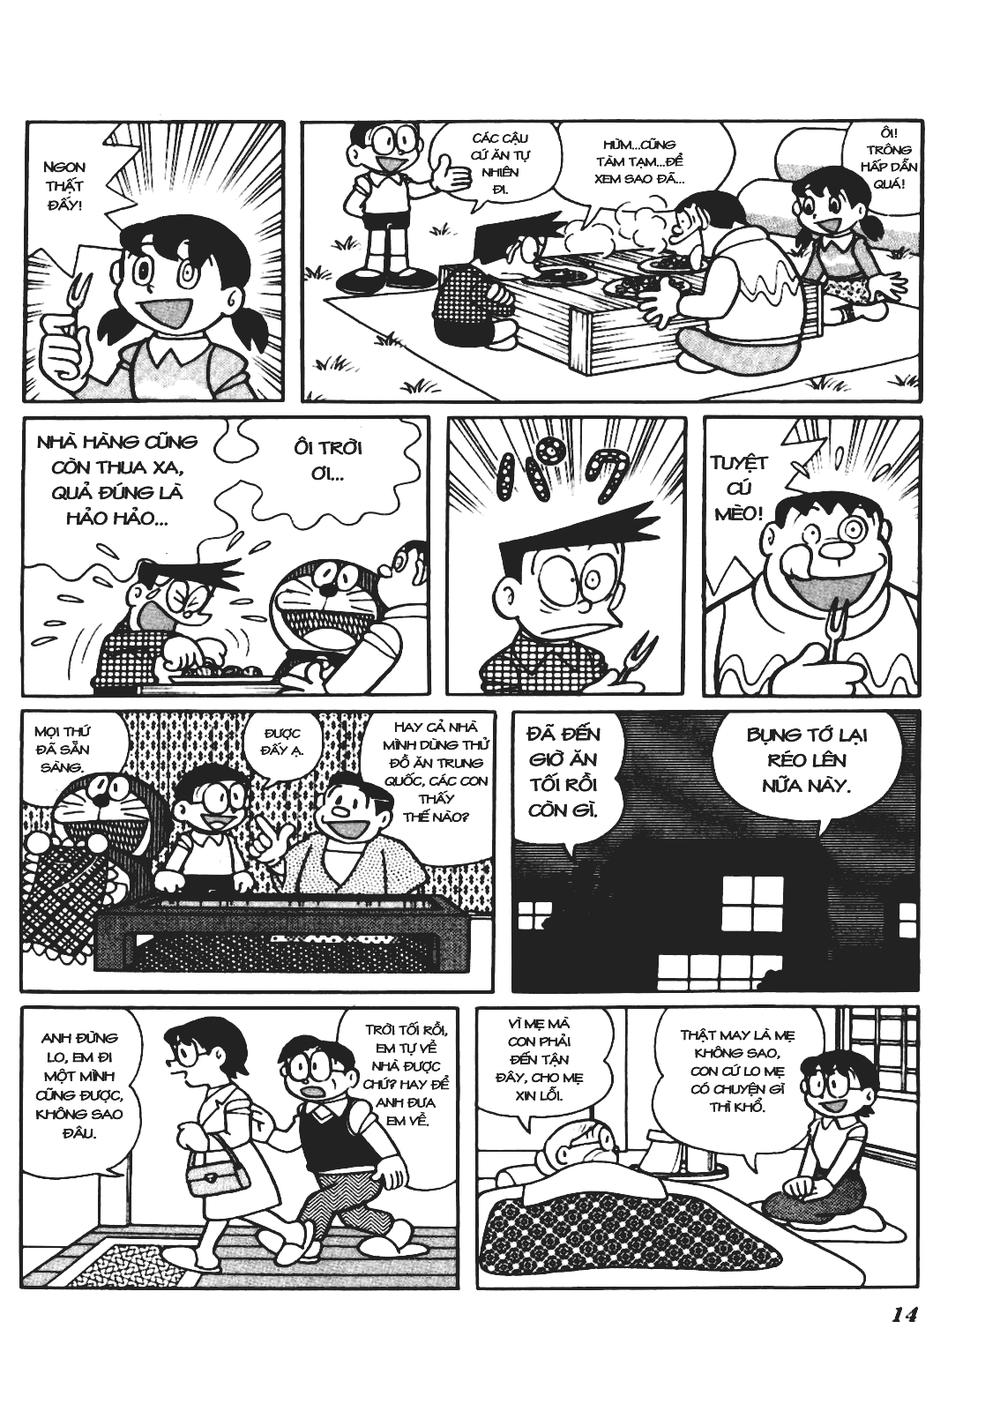 ÔI!
TRÔNG
HẤP DẪN
QUÁ!
HỪM...CŨNG
TÀM TẠM...ĐỂ
XEM SAO ĐÃ...
CÁC CẬU
CỨ ĂN TỰ
NHIÊN
ĐI.
NGON
THẬT
ĐẤY!
TUYỆT
CÚ
MÈO!
パク
ÔI TRỜI
ƠI...
NHÀ HÀNG CŨNG
CÒN THUA XA,
QUẢ ĐÚNG LÀ
HẢO HẢO...
BỤNG TỚ LẠI
RÉO LÊN
NỮA NÀY.
ĐÃ ĐẾN
GIỜ ĂN
TỐI RỒI
CÒN GÌ.
HAY CẢ NHÀ
MÌNH DÙNG THỬ
ĐỒ ĂN TRUNG
QUỐC, CÁC CON
THẤY
THẾ NÀO?
ĐƯỢC
ĐẤY Ạ.
MỌI THỨ
ĐÃ SẴN
SÀNG.
THẬT MAY LÀ MẸ
KHÔNG SAO,
CON CỨ LO MẸ
CÓ CHUYỆN GÌ
THÌ KHỔ.
VÌ MẸ MÀ
CON PHẢI
ĐẾN TẬN
ĐÂY, CHO MẸ
XIN LỖI.
TRỜI TỐI RỒI,
EM TỰ VỀ
NHÀ ĐƯỢC
CHỨ? HAY ĐỂ
ANH ĐƯA
EM VỀ.
ANH ĐỪNG
LO, EM ĐI
MỘT MÌNH
CŨNG ĐƯỢC,
KHÔNG SAO
ĐÂU.
14